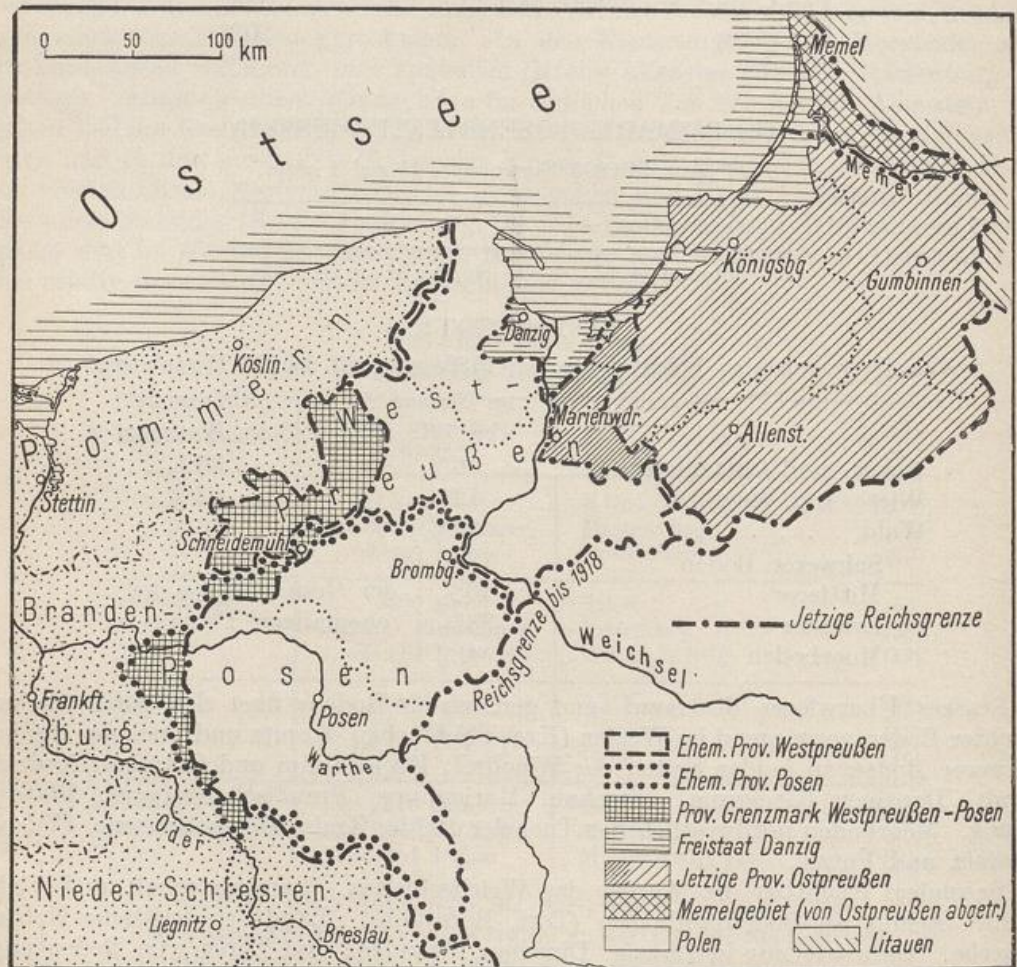 0 50 100
km
Memel
Ostsee
Memel
Königsbg.
Gumbinnen
Danzig
Köslin
Pommern
West-
Preußen
Marienwdr.
Allenst.
Stettin
Schneidemühl
Brombg.
Reichsgrenze bis 1918
Jetzige Reichsgrenze
Branden-
burg
Weichsel
Posen
Frankft
Posen
Warthe
Oder
Nieder-Schlesien
Liegnitz
Breslau
Ehem. Prov. Westpreußen
Ehem. Prov. Posen
Prov. Grenzmark Westpreußen-Posen
Freistaat Danzig
Jetzige Prov. Ostpreußen
Memelgebiet (von Ostpreußen abgetr.)
Polen Litauen